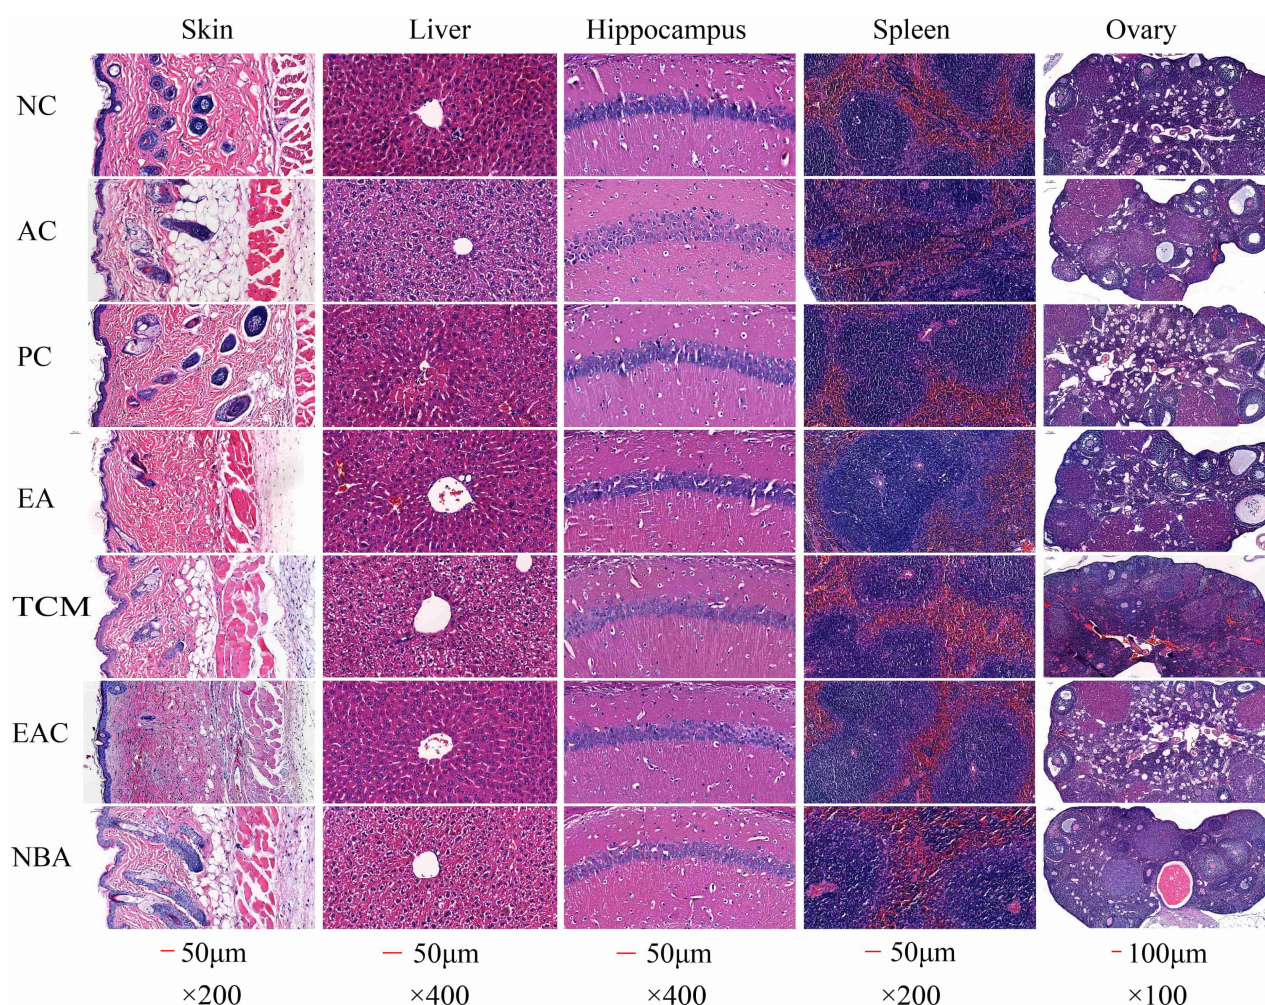 Skin Liver Hippocampus Spleen Ovary
NC
AC
PC
EA
TCM
EAC
NBA
50μm 50μm 50μm 50μm 100μm
×200 ×400 ×400 ×200 ×100